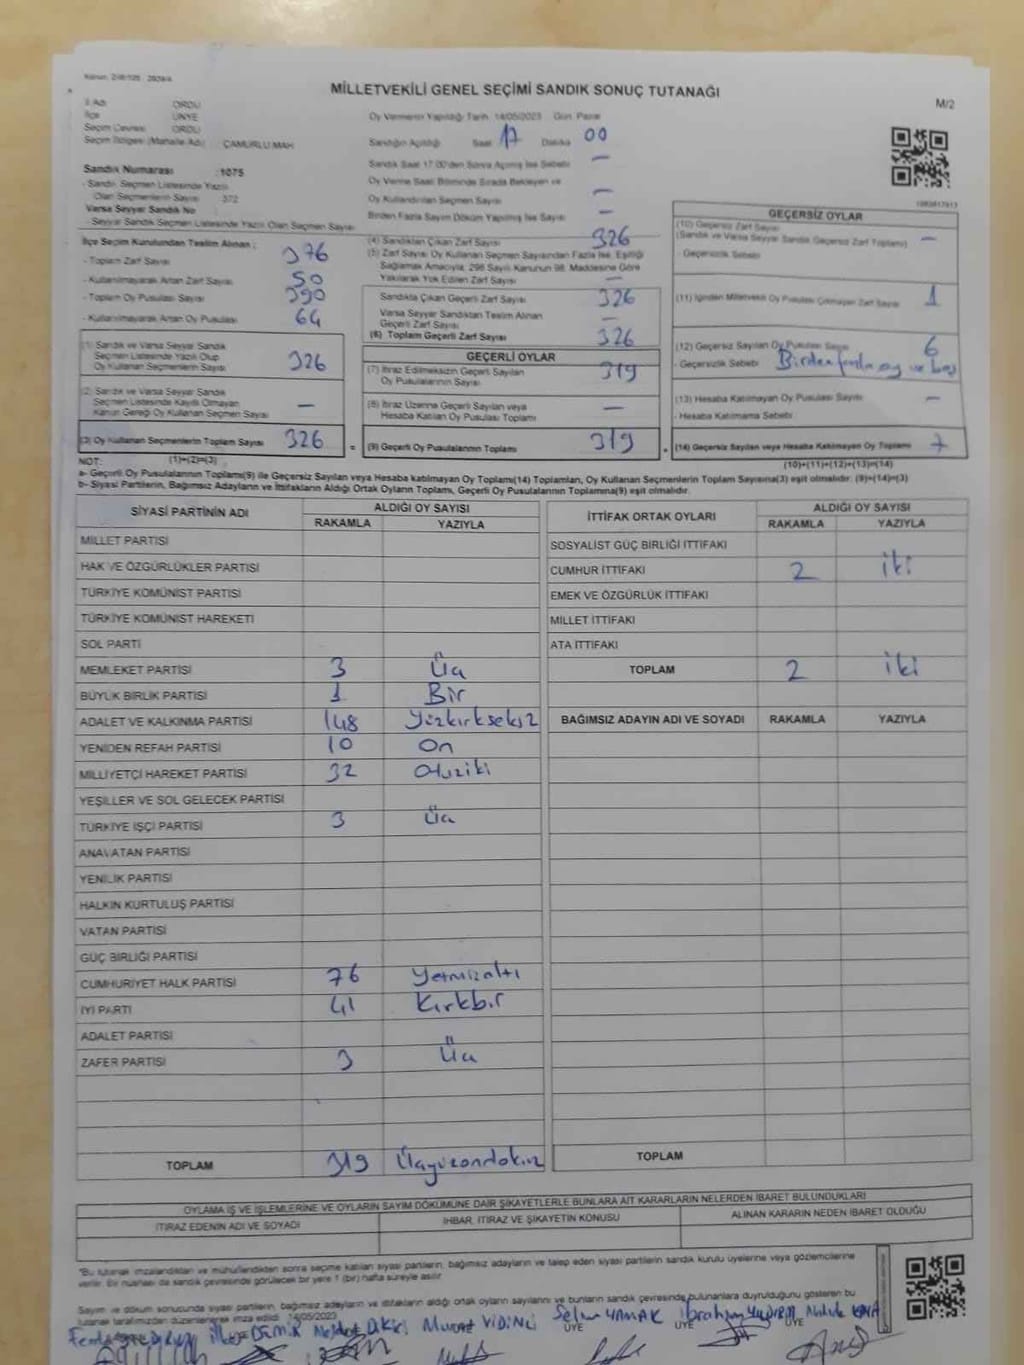 MİLLETVEKİLİ GENEL SEÇİMİ SANDIK SONUÇ TUTANAĞI
M/2
İl Adı ORDU
İlçe ÜNYE
Seçim Çevresi ORDU
Seçim Bölgesi (Mahalle Adı) ÇAMURLU MAH
Sandık Numarası : 1075
- Sandık Seçmen Listesinde Yazılı
Olan Seçmenlerin Sayısı 372
Varsa Seyyar Sandık No
- Seyyar Sandık Seçmen Listesinde Yazılı Olan Seçmen Sayısı
Oy Vermenin Yapıldığı Tarih: 14/05/2023 Gün: Pazar
Sandığın Açıldığı Saat 17 Dakika 00
Sandık Saat 17.00'den Sonra Açılmış İse Sebebi —
Oy Verme Saati Bitiminde Sırada Bekleyen ve
Oy Kullandırılan Seçmen Sayısı —
Birden Fazla Sayım Döküm Yapılmış İse Sayısı —
İlçe Seçim Kurulundan Teslim Alınan :
- Toplam Zarf Sayısı 376
- Kullanılmayarak Artan Zarf Sayısı 50
- Toplam Oy Pusulası Sayısı 390
- Kullanılmayarak Artan Oy Pusulası 64
(1) Sandık ve Varsa Seyyar Sandık
Seçmen Listesinde Yazılı Olup
Oy Kullanan Seçmenlerin Sayısı 326
(2) Sandık ve Varsa Seyyar Sandık
Seçmen Listesinde Kayıtlı Olmayan
Kanun Gereği Oy Kullanan Seçmen Sayısı —
(3) Oy Kullanan Seçmenlerin Toplam Sayısı 326
(1)+(2)=(3)
(4) Sandıktan Çıkan Zarf Sayısı 326
(5) Zarf Sayısı Oy Kullanan Seçmen Sayısından Fazla İse, Eşitliği
Sağlamak Amacıyla, 298 Sayılı Kanunun 98. Maddesine Göre
Yakılarak Yok Edilen Zarf Sayısı —
Sandıkta Çıkan Geçerli Zarf Sayısı 326
Varsa Seyyar Sandıktan Teslim Alınan
Geçerli Zarf Sayısı —
(6) Toplam Geçerli Zarf Sayısı 326
GEÇERLİ OYLAR
(7) İtiraz Edilmeksizin Geçerli Sayılan
Oy Pusulalarının Sayısı 319
(8) İtiraz Üzerine Geçerli Sayılan veya
Hesaba Katılan Oy Pusulası Toplamı —
= (9) Geçerli Oy Pusulalarının Toplamı 319
GEÇERSİZ OYLAR
(10) Geçersiz Zarf Sayısı
(Sandık ve Varsa Seyyar Sandık Geçersiz Zarf Toplamı) —
- Geçersizlik Sebebi
(11) İçinden Milletvekili Oy Pusulası Çıkmayan Zarf Sayısı 1
(12) Geçersiz Sayılan Oy Pusulası Sayısı 6
- Geçersizlik Sebebi Birden fazla oy ve boş
(13) Hesaba Katılmayan Oy Pusulası Sayısı —
- Hesaba Katılmama Sebebi
+ (14) Geçersiz Sayılan veya Hesaba Katılmayan Oy Toplamı 7
(10)+(11)+(12)+(13)=(14)
NOT:
a- Geçerli Oy Pusulalarının Toplamı(9) ile Geçersiz Sayılan veya Hesaba katılmayan Oy Toplamı(14) Toplamları, Oy Kullanan Seçmenlerin Toplam Sayısına(3) eşit olmalıdır. (9)+(14)=(3)
b- Siyasi Partilerin, Bağımsız Adayların ve İttifakların Aldığı Ortak Oyların Toplamı, Geçerli Oy Pusulalarının Toplamına(9) eşit olmalıdır.
SİYASİ PARTİNİN ADI ALDIĞI OY SAYISI
RAKAMLA YAZIYLA
MİLLET PARTİSİ
HAK VE ÖZGÜRLÜKLER PARTİSİ
TÜRKİYE KOMÜNİST PARTİSİ
TÜRKİYE KOMÜNİST HAREKETİ
SOL PARTİ
MEMLEKET PARTİSİ 3 Üç
BÜYÜK BİRLİK PARTİSİ 1 Bir
ADALET VE KALKINMA PARTİSİ 148 Yüzkırksekiz
YENİDEN REFAH PARTİSİ 10 On
MİLLİYETÇİ HAREKET PARTİSİ 32 Otuziki
YEŞİLLER VE SOL GELECEK PARTİSİ
TÜRKİYE İŞÇİ PARTİSİ 3 Üç
ANAVATAN PARTİSİ
YENİLİK PARTİSİ
HALKIN KURTULUŞ PARTİSİ
VATAN PARTİSİ
GÜÇ BİRLİĞİ PARTİSİ
CUMHURİYET HALK PARTİSİ 76 Yetmişaltı
İYİ PARTİ 41 Kırkbir
ADALET PARTİSİ
ZAFER PARTİSİ 3 Üç
TOPLAM 319 Üçyüzondokuz
İTTİFAK ORTAK OYLARI ALDIĞI OY SAYISI
RAKAMLA YAZIYLA
SOSYALİST GÜÇ BİRLİĞİ İTTİFAKI
CUMHUR İTTİFAKI 2 iki
EMEK VE ÖZGÜRLÜK İTTİFAKI
MİLLET İTTİFAKI
ATA İTTİFAKI
TOPLAM 2 iki
BAĞIMSIZ ADAYIN ADI VE SOYADI RAKAMLA YAZIYLA
TOPLAM
OYLAMA İŞ VE İŞLEMLERİNE VE OYLARIN SAYIM DÖKÜMÜNE DAİR ŞİKAYETLERLE BUNLARA AİT KARARLARIN NELERDEN İBARET BULUNDUKLARI
İTİRAZ EDENİN ADI VE SOYADI İHBAR, İTİRAZ VE ŞİKAYETİN KONUSU ALINAN KARARIN NEDEN İBARET OLDUĞU
*Bu tutanak imzalandıktan ve mühürlendikten sonra seçime katılan siyasi partilerin, bağımsız adayların ve talep eden siyasi partilerin sandık kurulu üyelerine veya gözlemcilerine
verilir. Bir nüshası da sandık çevresinde görülecek bir yere 1 (bir) hafta süreyle asılır.
Sayım ve döküm sonucunda siyasi partilerin, bağımsız adayların ve ittifakların aldığı ortak oyların sayılarını ve bunların sandık çevresinde bulunanlara duyrulduğunu gösteren bu
tutanak tarafımızdan düzenlenerek imza edildi. 14/05/2023
Selim YAMAK
ÜYE ÜYE ÜYE